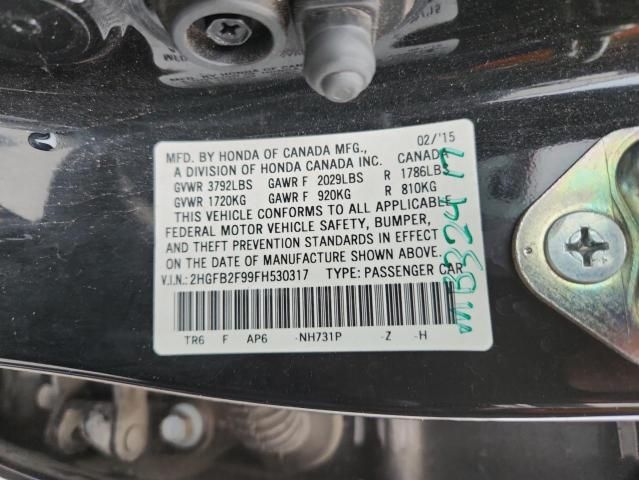 MFD. BY HONDA OF CANADA MFG., 02/'15
A DIVISION OF HONDA CANADA INC. CANADA
GVWR 3792LBS GAWR F 2029LBS R 1786LBS
GVWR 1720KG GAWR F 920KG R 810KG
THIS VEHICLE CONFORMS TO ALL APPLICABLE
FEDERAL MOTOR VEHICLE SAFETY, BUMPER,
AND THEFT PREVENTION STANDARDS IN EFFECT
ON THE DATE OF MANUFACTURE SHOWN ABOVE.
V.I.N.: 2HGFB2F99FH530317 TYPE: PASSENGER CAR
TR6 F AP6 -NH731P -Z -H